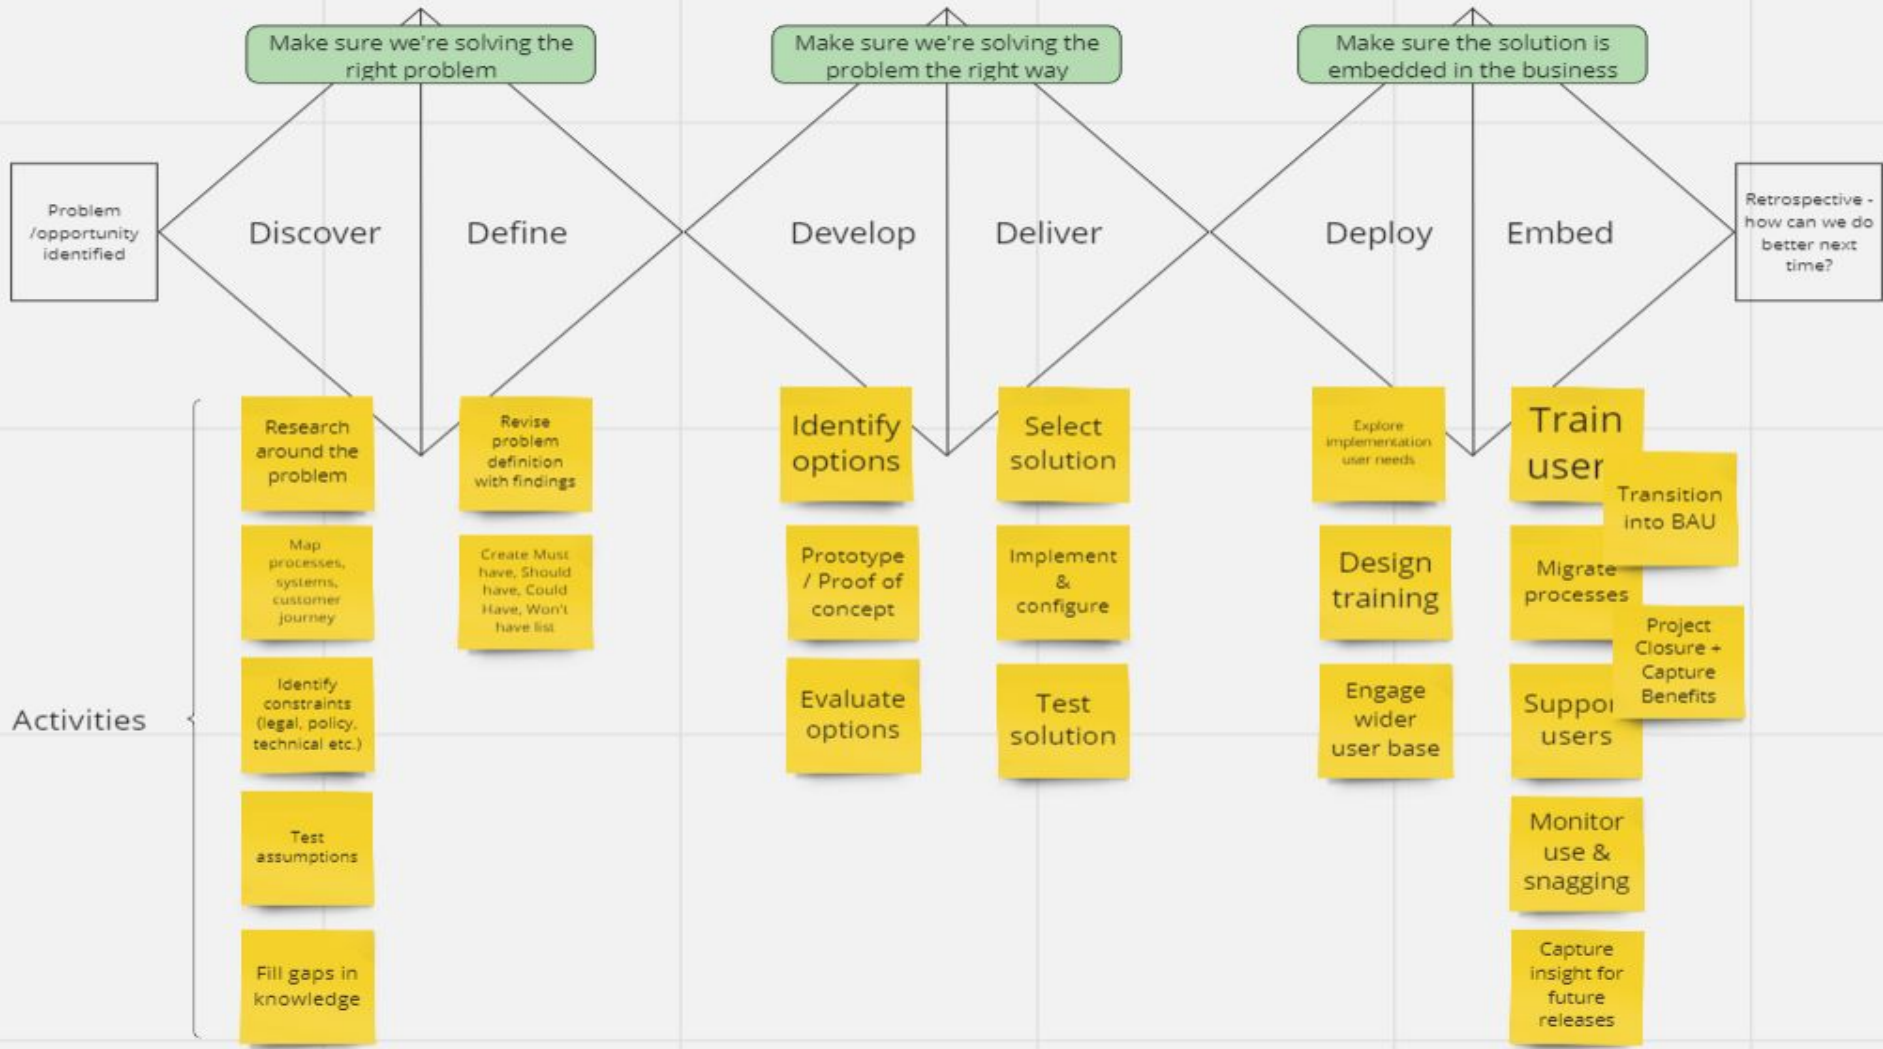 Make sure we're solving the
right problem
Make sure we're solving the
problem the right way
Make sure the solution is
embedded in the business
Problem
/opportunity
identified
Discover
Define
Develop
Deliver
Deploy
Embed
Retrospective -
how can we do
better next
time?
Activities
Research
around the
problem
Map
processes,
systems,
customer
journey
Identify
constraints
(legal, policy,
technical etc.)
Test
assumptions
Fill gaps in
knowledge
Revise
problem
definition
with findings
Create Must
have, Should
have, Could
Have, Won't
have list
Identify
options
Prototype
/ Proof of
concept
Evaluate
options
Select
solution
Implement
&
configure
Test
solution
Explore
implementation
user needs
Design
training
Engage
wider
user base
Train
user
Transition
into BAU
Migrate
processes
Project
Closure +
Capture
Benefits
Suppor
users
Monitor
use &
snagging
Capture
insight for
future
releases